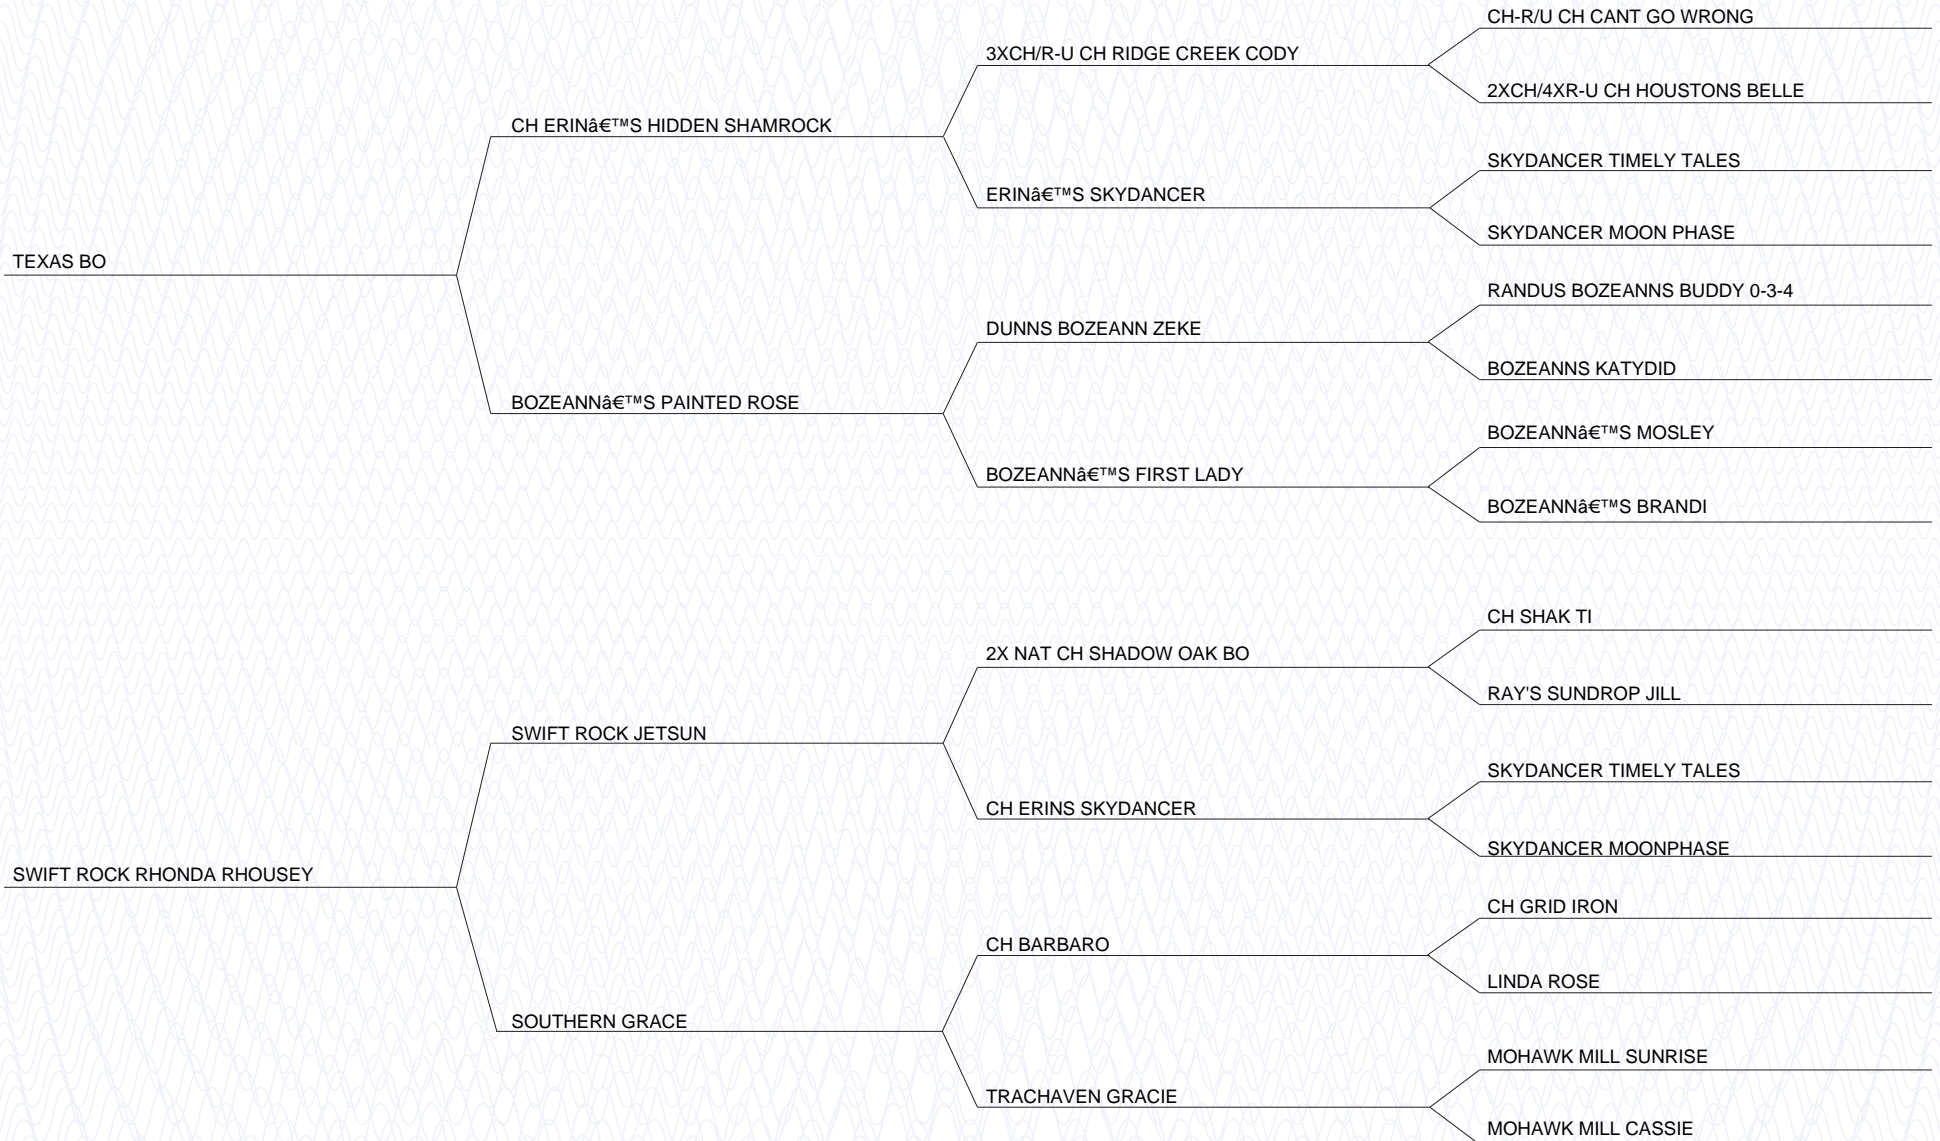 CH-R/U CH CANT GO WRONG
3XCH/R-U CH RIDGE CREEK CODY
2XCH/4XR-U CH HOUSTONS BELLE
CH ERINâ€™S HIDDEN SHAMROCK
SKYDANCER TIMELY TALES
ERINâ€™S SKYDANCER
SKYDANCER MOON PHASE
TEXAS BO
RANDUS BOZEANNS BUDDY 0-3-4
DUNNS BOZEANN ZEKE
BOZEANNS KATYDID
BOZEANNâ€™S PAINTED ROSE
BOZEANNâ€™S MOSLEY
BOZEANNâ€™S FIRST LADY
BOZEANNâ€™S BRANDI
CH SHAK TI
2X NAT CH SHADOW OAK BO
RAY'S SUNDROP JILL
SWIFT ROCK JETSUN
SKYDANCER TIMELY TALES
CH ERINS SKYDANCER
SKYDANCER MOONPHASE
SWIFT ROCK RHONDA RHOUSEY
CH GRID IRON
CH BARBARO
LINDA ROSE
SOUTHERN GRACE
MOHAWK MILL SUNRISE
TRACHAVEN GRACIE
MOHAWK MILL CASSIE